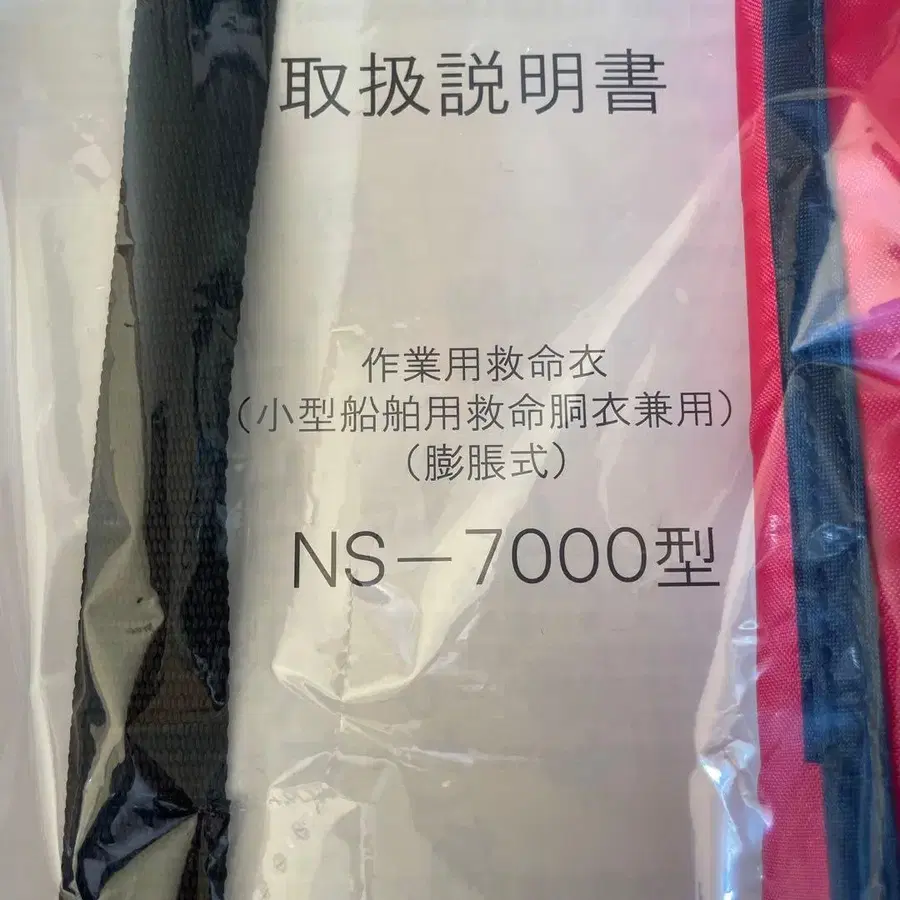 取扱説明書
作業用救命衣
（小型船舶用救命胴衣兼用）
（膨脹式）
NS－7000型